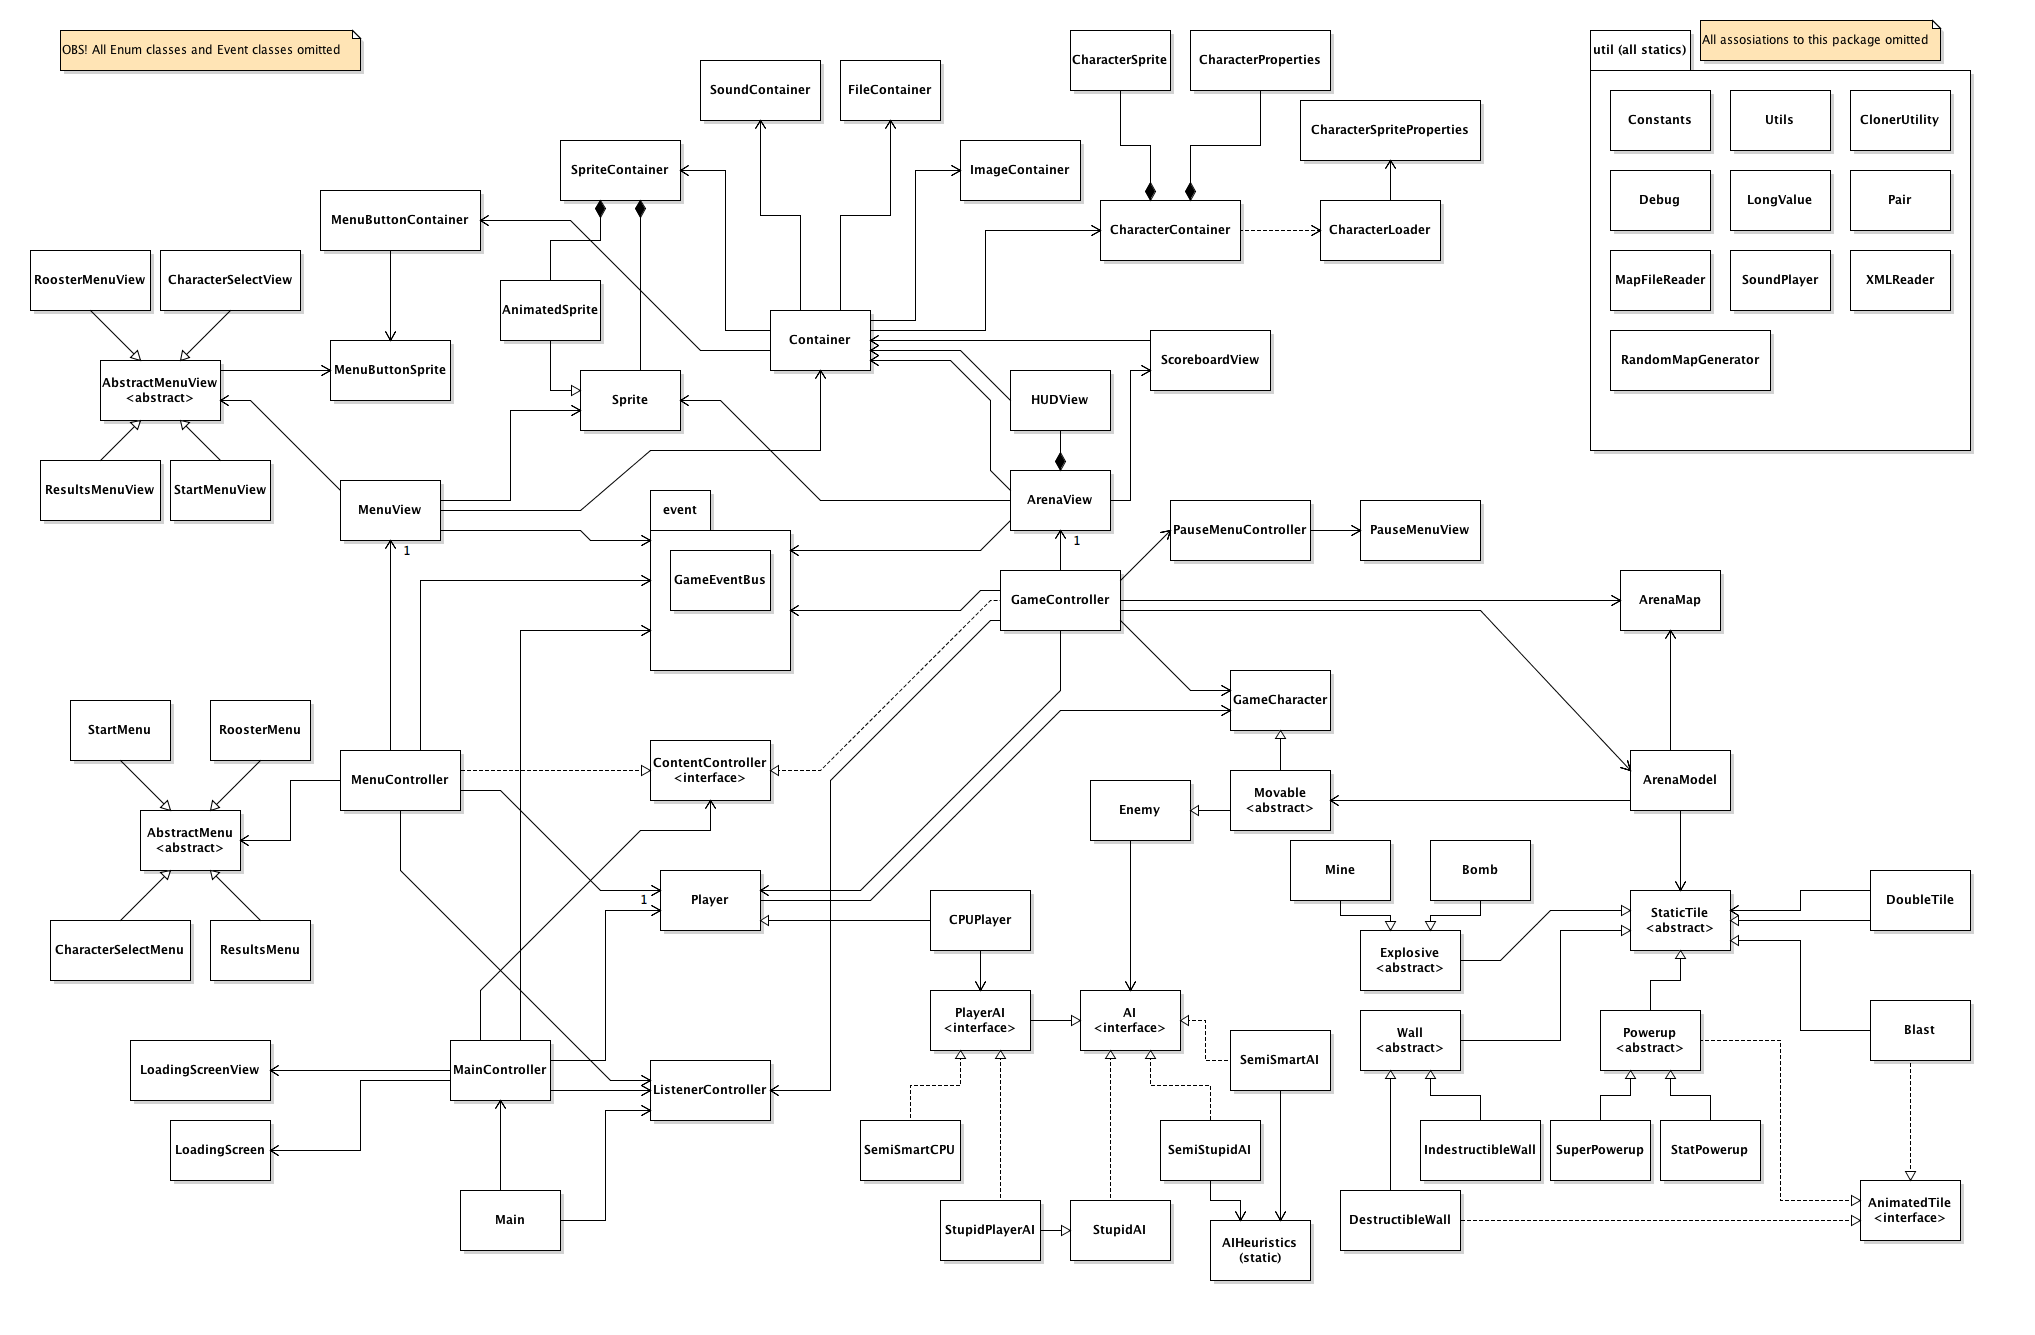 OBS! All Enum classes and Event classes omitted
All assosiations to this package omitted
util (all statics)
CharacterSprite
CharacterProperties
SoundContainer
FileContainer
CharacterSpriteProperties
Constants
Utils
ClonerUtility
SpriteContainer
ImageContainer
Debug
LongValue
Pair
MenuButtonContainer
CharacterContainer
CharacterLoader
RoosterMenuView
CharacterSelectView
MapFileReader
SoundPlayer
XMLReader
AnimatedSprite
Container
ScoreboardView
RandomMapGenerator
AbstractMenuView
<abstract>
MenuButtonSprite
Sprite
HUDView
ResultsMenuView
StartMenuView
MenuView
ArenaView
event
1
1
PauseMenuController
PauseMenuView
GameEventBus
GameController
ArenaMap
GameCharacter
StartMenu
RoosterMenu
MenuController
ContentController
<interface>
ArenaModel
Enemy
Movable
<abstract>
AbstractMenu
<abstract>
Mine
Bomb
Player
1
CPUPlayer
StaticTile
<abstract>
DoubleTile
CharacterSelectMenu
ResultsMenu
Explosive
<abstract>
PlayerAI
<interface>
AI
<interface>
Wall
<abstract>
Powerup
<abstract>
Blast
LoadingScreenView
MainController
ListenerController
SemiSmartAI
LoadingScreen
SemiSmartCPU
SemiStupidAI
IndestructibleWall
SuperPowerup
StatPowerup
Main
StupidPlayerAI
StupidAI
AIHeuristics
(static)
DestructibleWall
AnimatedTile
<interface>